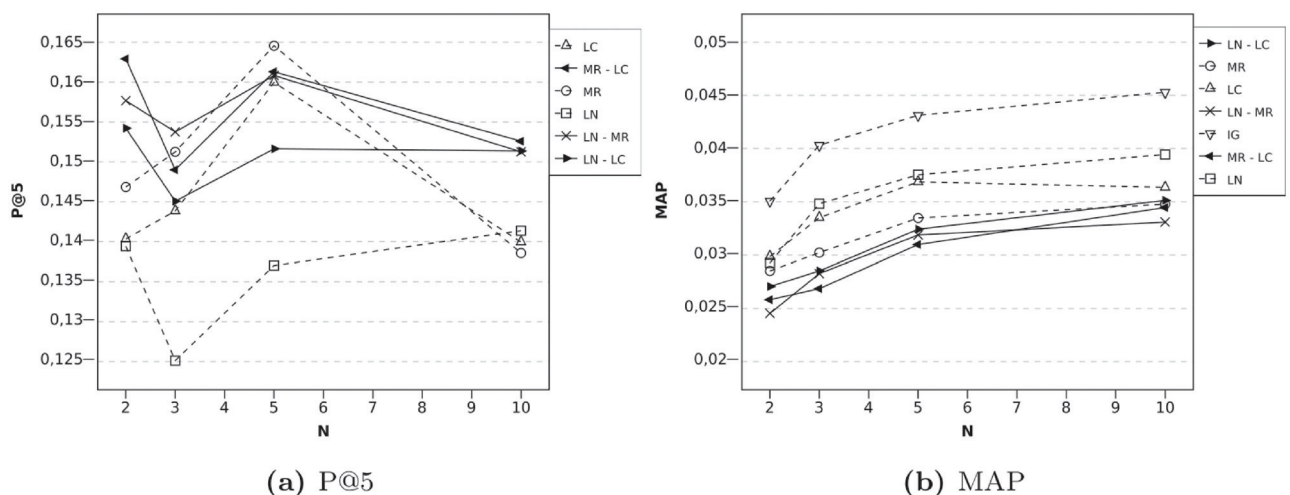 0,165
0,16
0,155
0,15
0,145
0,14
0,135
0,13
0,125
P@5
2 3 4 5 6 7 8 9 10
N
LC
MR - LC
MR
LN
LN - MR
LN - LC
(a) P@5
0,05
0,045
0,04
0,035
0,03
0,025
0,02
MAP
2 3 4 5 6 7 8 9 10
N
LN - LC
MR
LC
LN - MR
IG
MR - LC
LN
(b) MAP